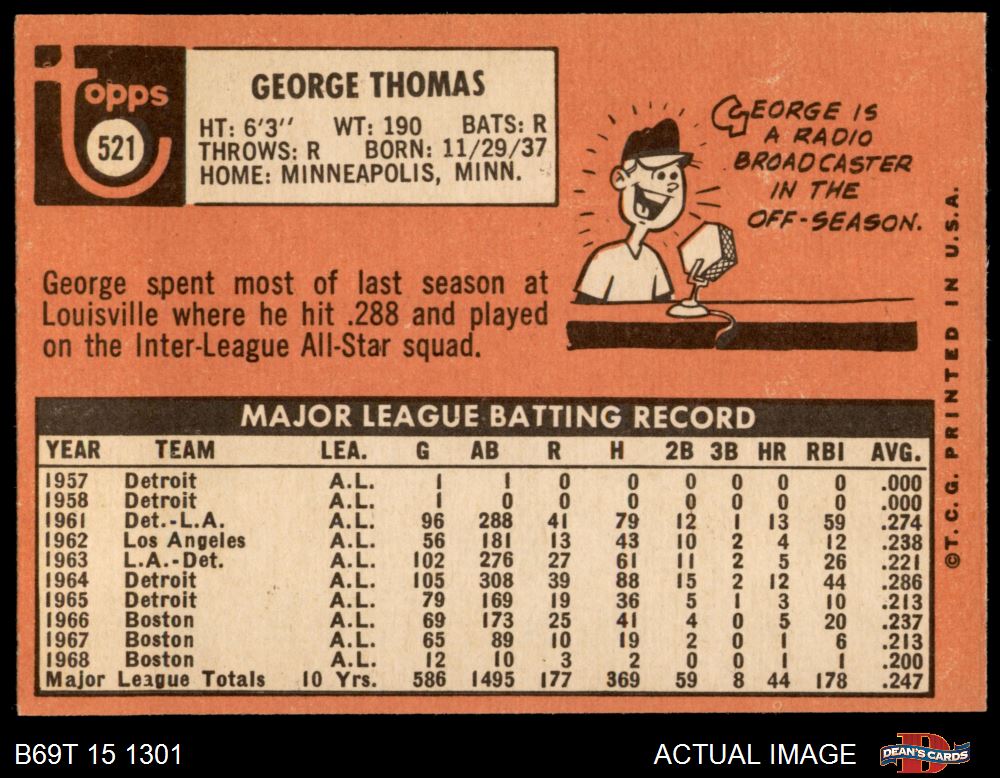 topps
521
GEORGE THOMAS
HT: 6'3'' WT: 190 BATS: R
THROWS: R BORN: 11/29/37
HOME: MINNEAPOLIS, MINN.
GEORGE IS
A RADIO
BROADCASTER
IN THE
OFF-SEASON.
George spent most of last season at
Louisville where he hit .288 and played
on the Inter-League All-Star squad.
MAJOR LEAGUE BATTING RECORD
YEAR TEAM LEA. G AB R H 2B 3B HR RBI AVG.
1957 Detroit A.L. 1 1 0 0 0 0 0 0 .000
1958 Detroit A.L. 1 0 0 0 0 0 0 0 .000
1961 Det.-L.A. A.L. 96 288 41 79 12 1 13 59 .274
1962 Los Angeles A.L. 56 181 13 43 10 2 4 12 .238
1963 L.A.-Det. A.L. 102 276 27 61 11 2 5 26 .221
1964 Detroit A.L. 105 308 39 88 15 2 12 44 .286
1965 Detroit A.L. 79 169 19 36 5 1 3 10 .213
1966 Boston A.L. 69 173 25 41 4 0 5 20 .237
1967 Boston A.L. 65 89 10 19 2 0 1 6 .213
1968 Boston A.L. 12 10 3 2 0 0 1 1 .200
Major League Totals 10 Yrs. 586 1495 177 369 59 8 44 178 .247
©T.C.G. PRINTED IN U.S.A.
B69T 15 1301
ACTUAL IMAGE
DEAN'S CARDS